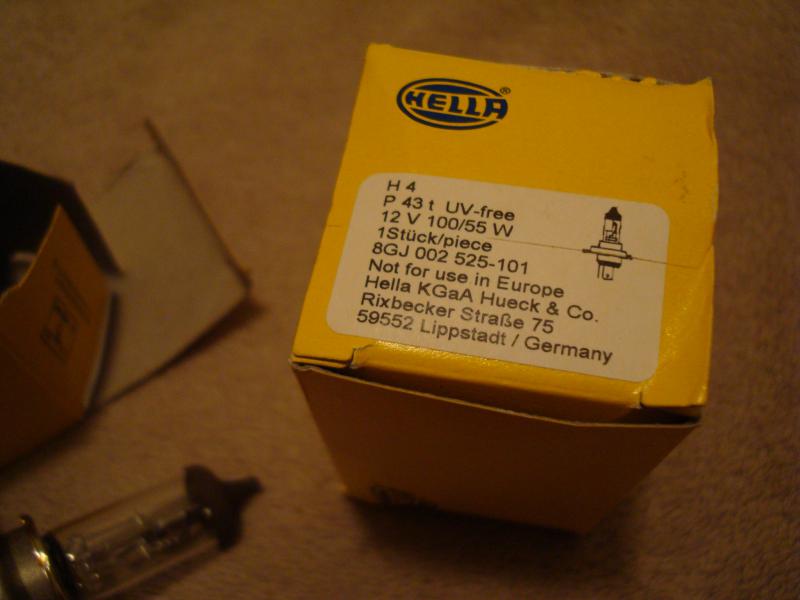 HELLA®
H 4
P 43 t UV-free
12 V 100/55 W
1Stück/piece
8GJ 002 525-101
Not for use in Europe
Hella KGaA Hueck & Co.
Rixbecker Straße 75
59552 Lippstadt / Germany